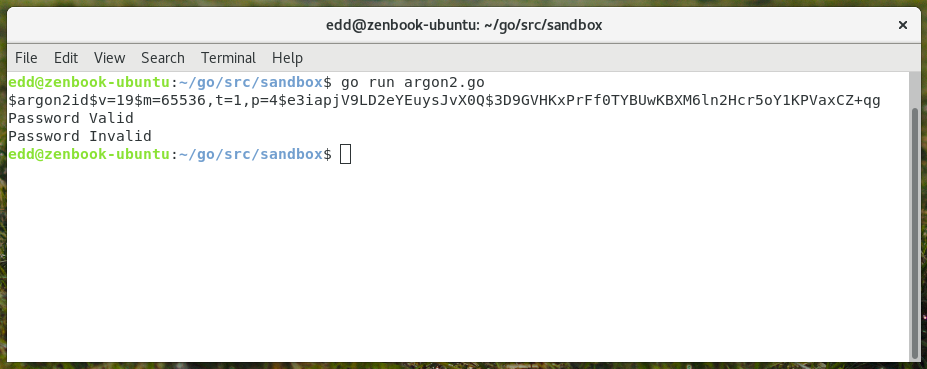 edd@zenbook-ubuntu: ~/go/src/sandbox
File Edit View Search Terminal Help
edd@zenbook-ubuntu:~/go/src/sandbox$ go run argon2.go
$argon2id$v=19$m=65536,t=1,p=4$e3iapjV9LD2eYEuysJvX0Q$3D9GVHKxPrFf0TYBUwKBXM6ln2Hcr5oY1KPVaxCZ+qg
Password Valid
Password Invalid
edd@zenbook-ubuntu:~/go/src/sandbox$